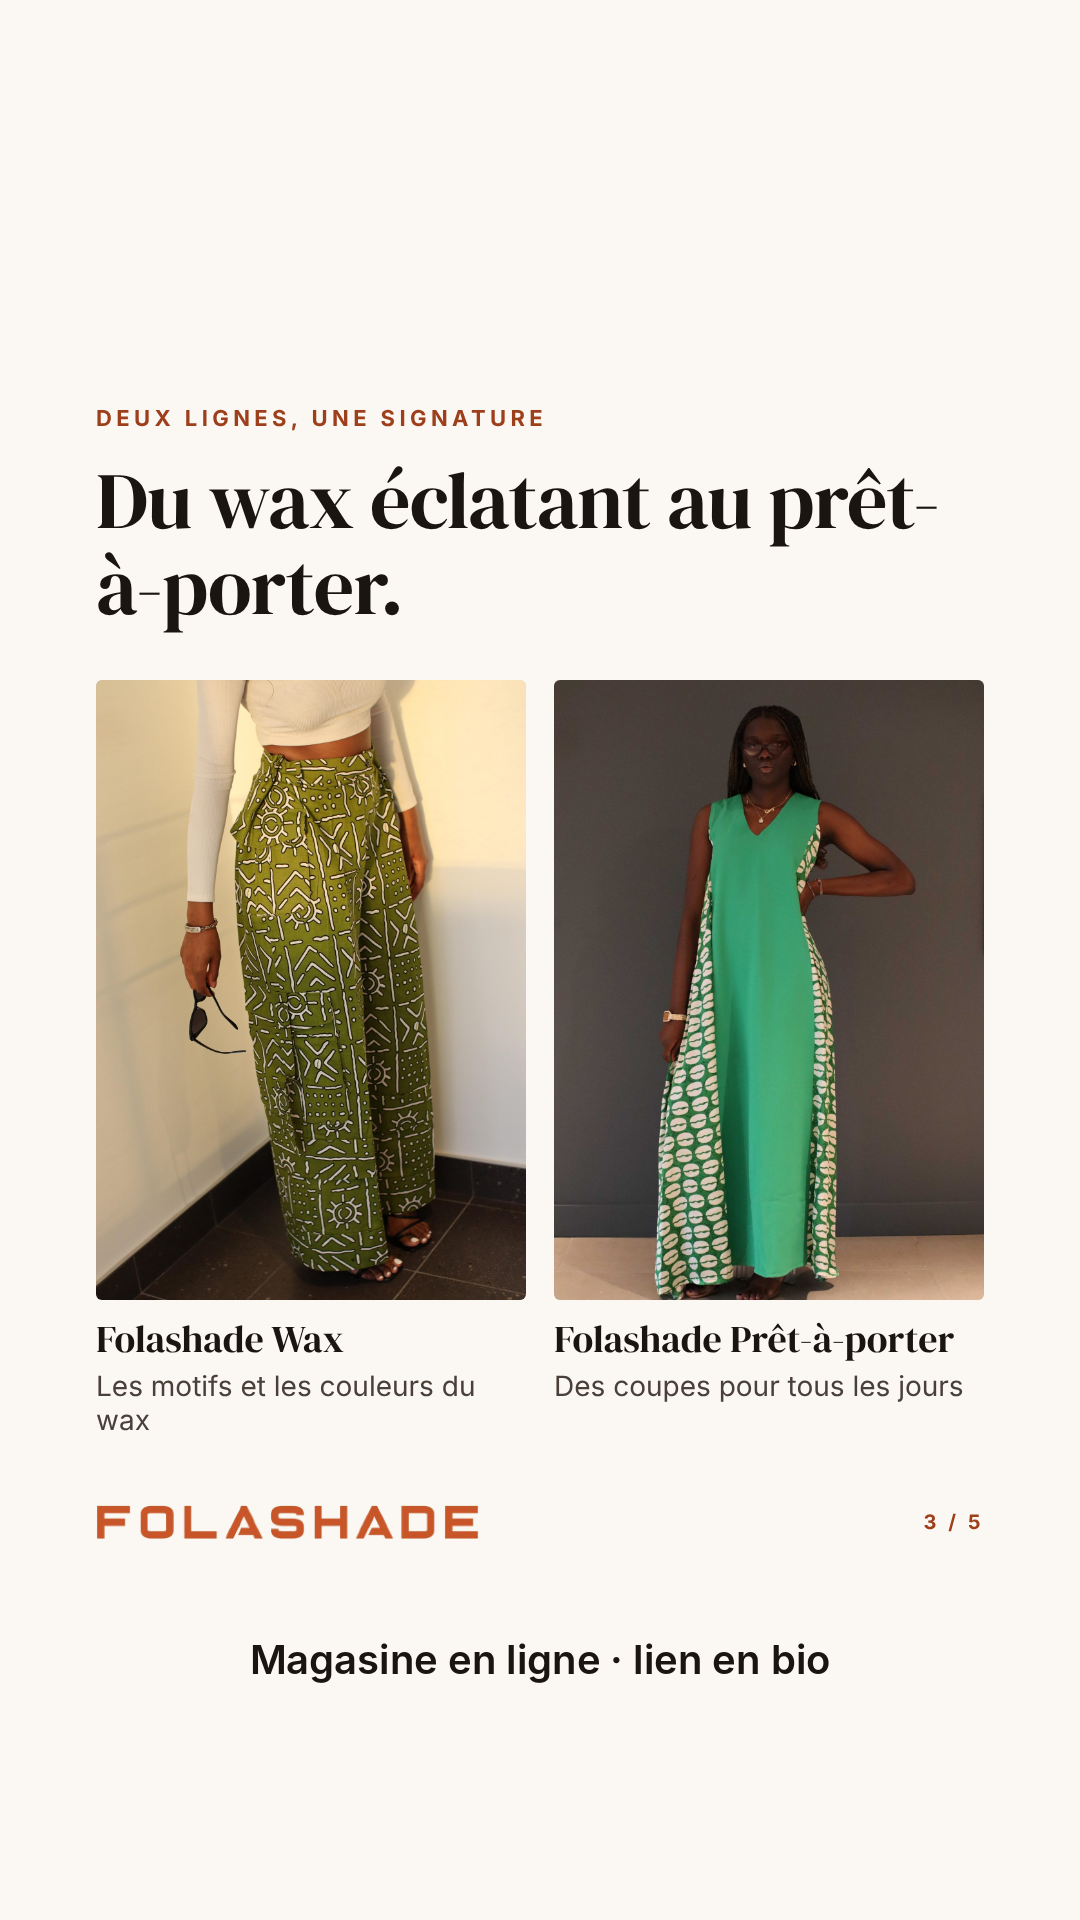 DEUX LIGNES, UNE SIGNATURE
Du wax éclatant au prêt-
à-porter.
Folashade Wax
Les motifs et les couleurs du
wax
Folashade Prêt-à-porter
Des coupes pour tous les jours
FOLASHADE
3 / 5
Magasine en ligne · lien en bio